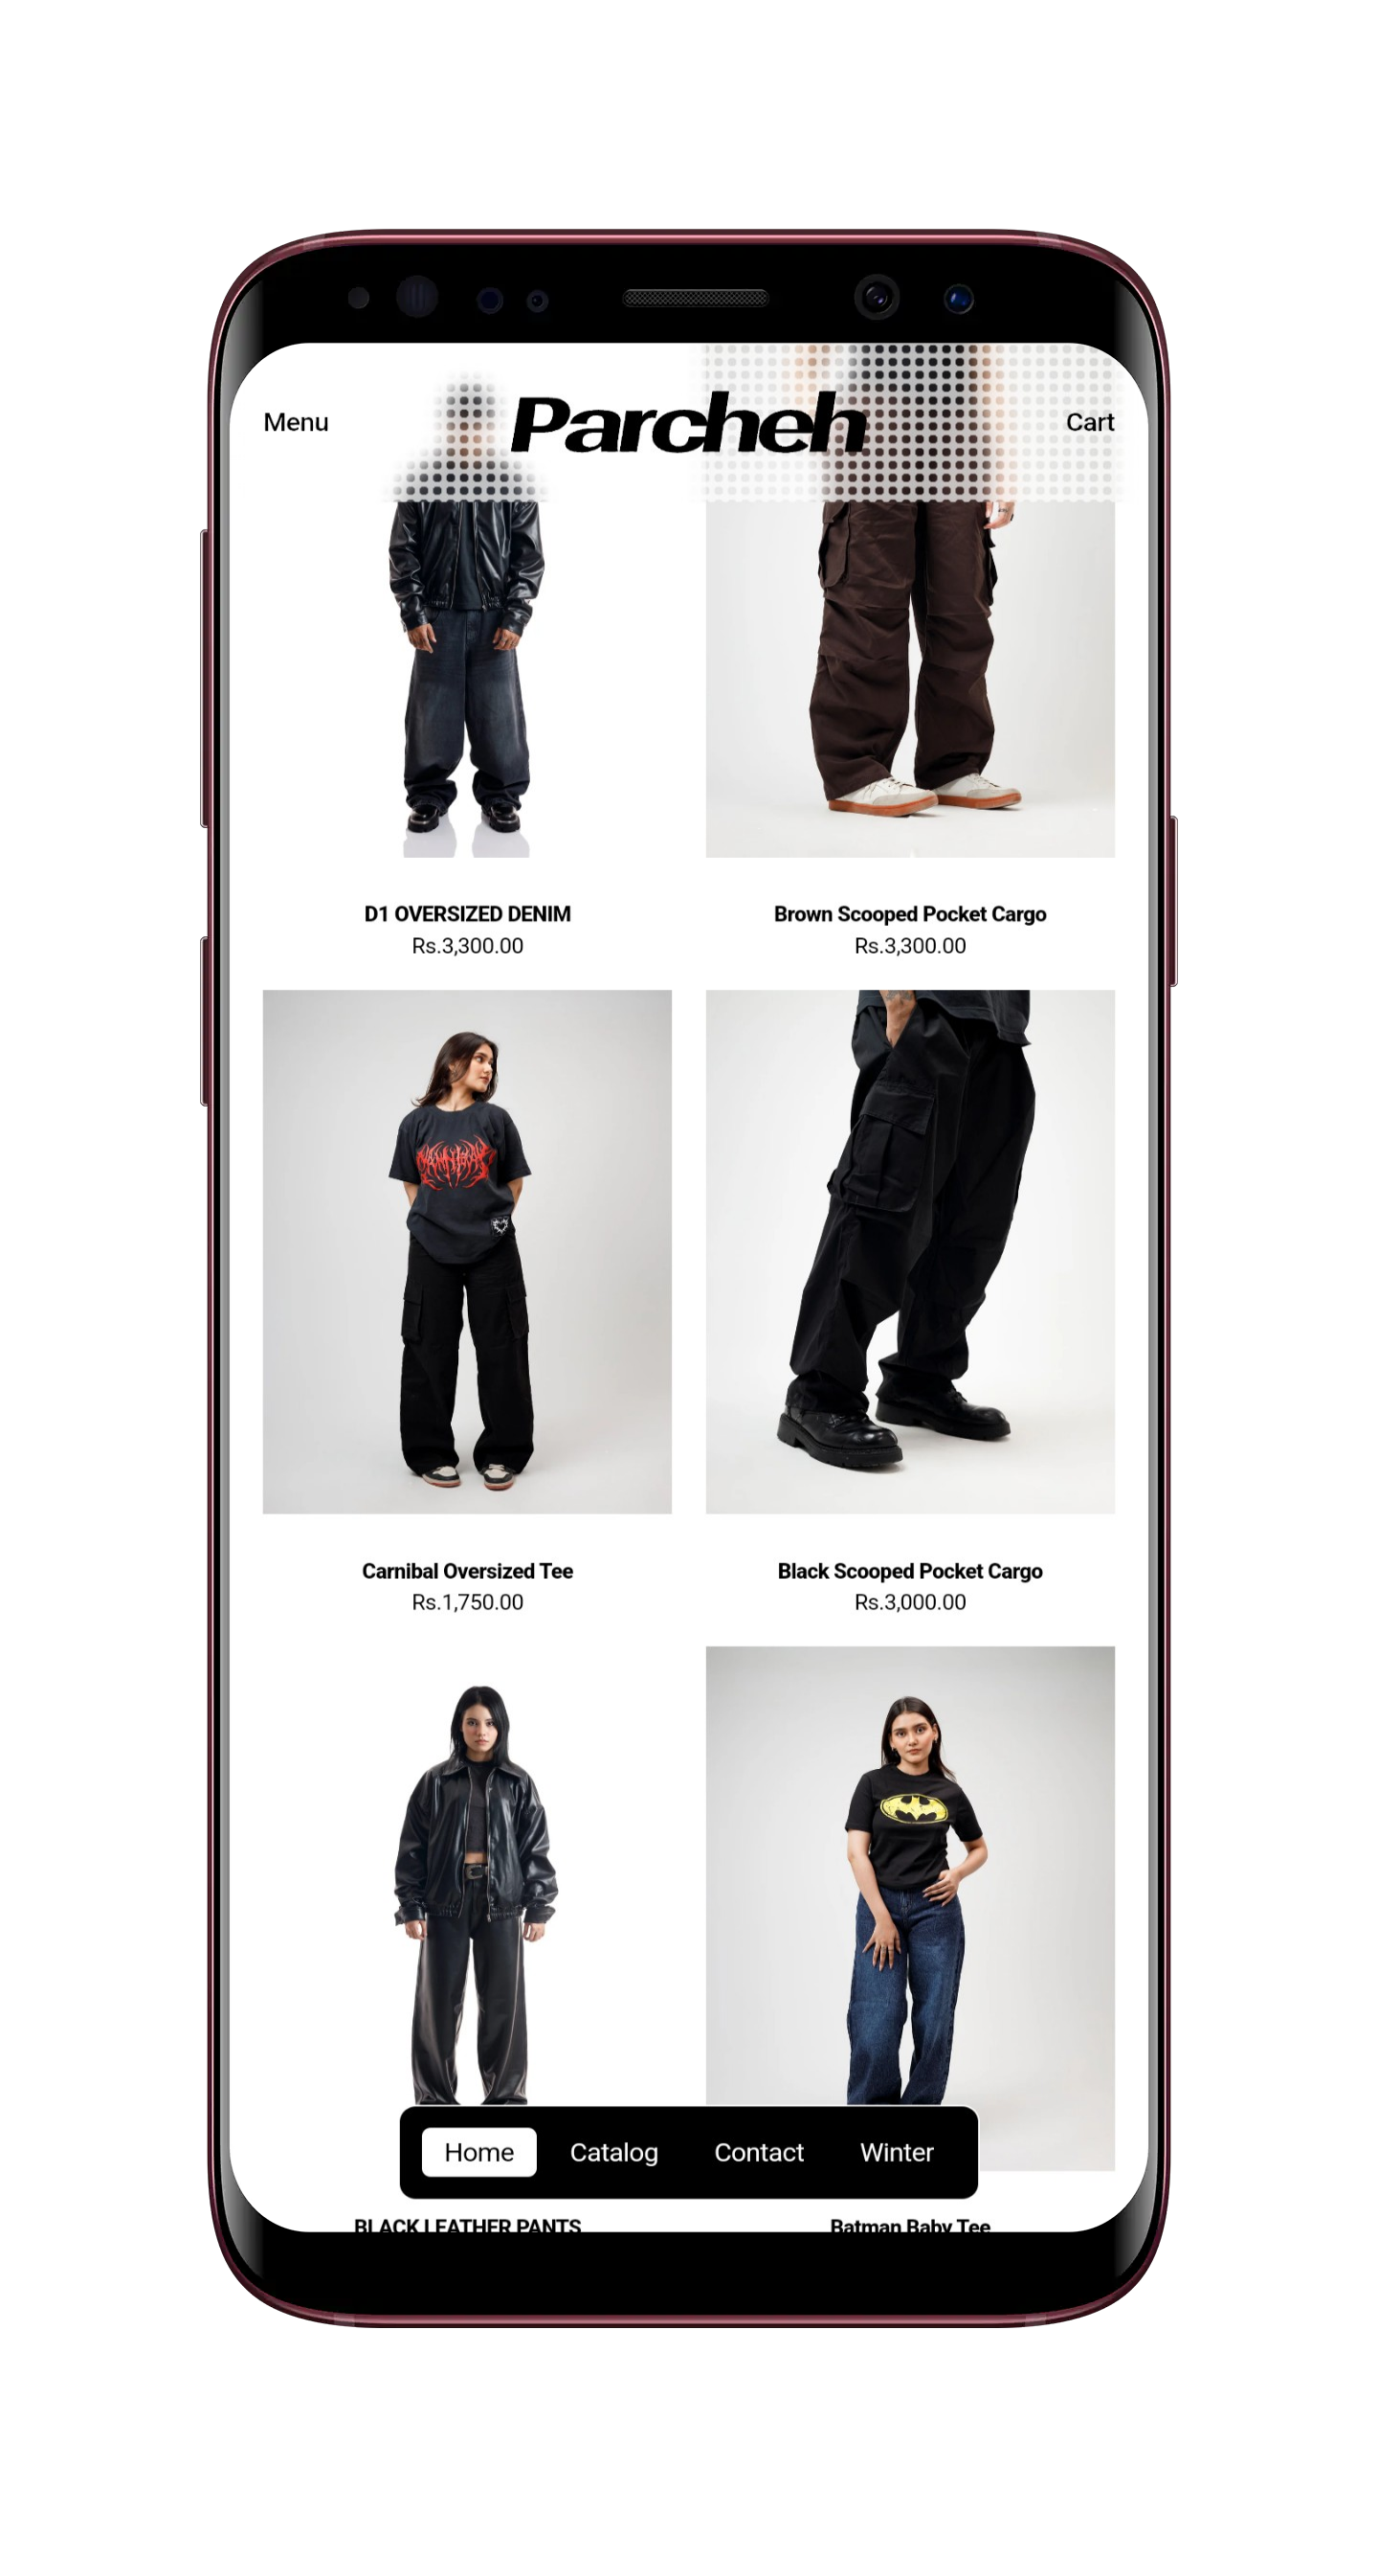 Menu
Parcheh
Cart
D1 OVERSIZED DENIM
Rs.3,300.00
Brown Scooped Pocket Cargo
Rs.3,300.00
Carnibal Oversized Tee
Rs.1,750.00
Black Scooped Pocket Cargo
Rs.3,000.00
Home
Catalog
Contact
Winter
BLACK LEATHER PANTS
Batman Baby Tee